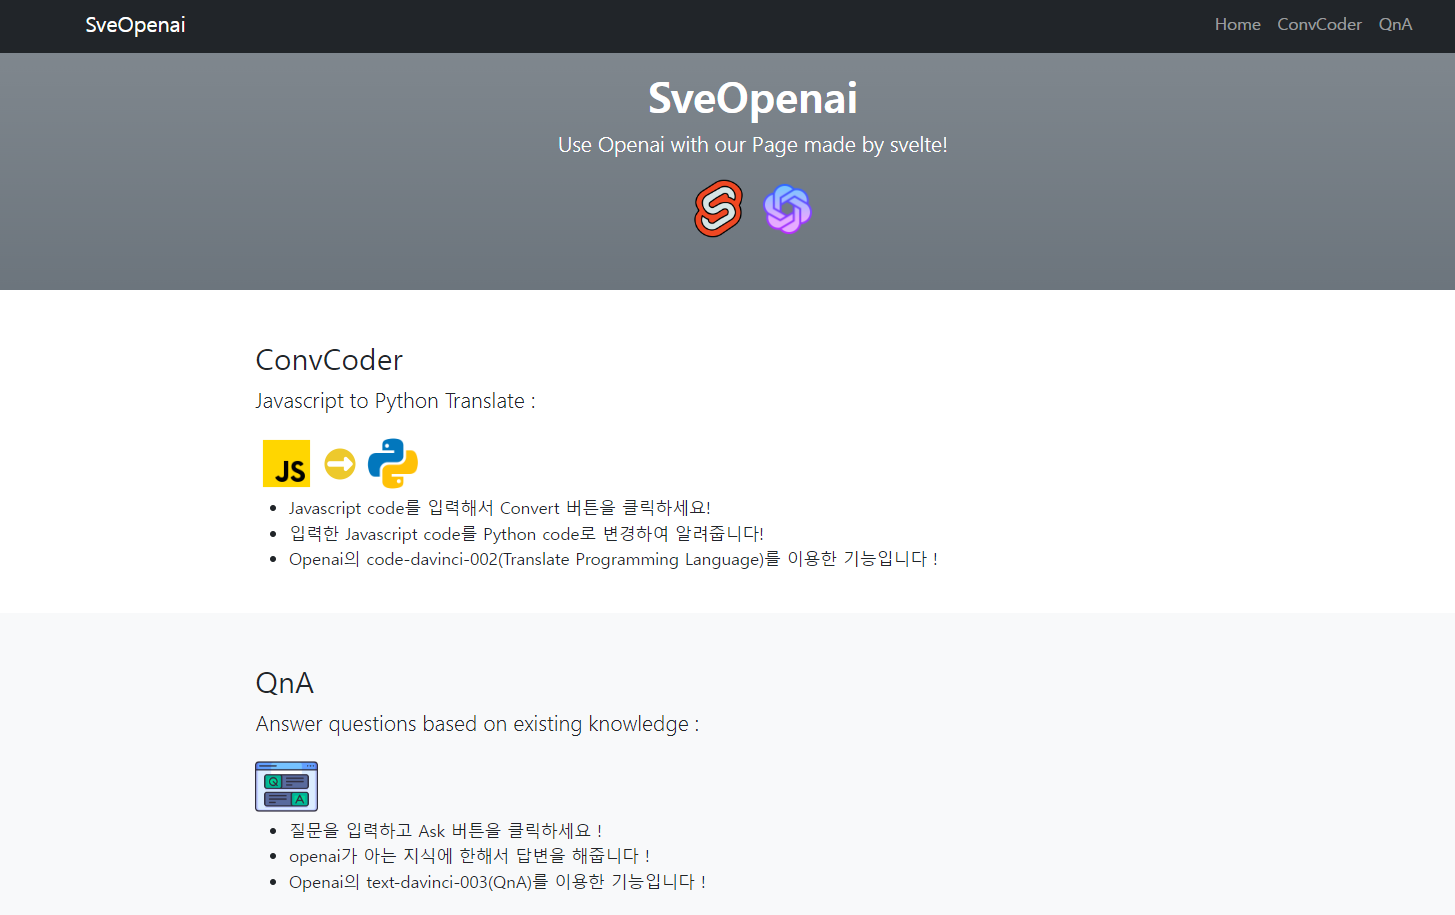 SveOpenai
Home ConvCoder QnA
SveOpenai
Use Openai with our Page made by svelte!
ConvCoder
Javascript to Python Translate :
JS
Javascript code를 입력해서 Convert 버튼을 클릭하세요!
입력한 Javascript code를 Python code로 변경하여 알려줍니다!
Openai의 code-davinci-002(Translate Programming Language)를 이용한 기능입니다 !
QnA
Answer questions based on existing knowledge :
Q
A
질문을 입력하고 Ask 버튼을 클릭하세요 !
openai가 아는 지식에 한해서 답변을 해줍니다 !
Openai의 text-davinci-003(QnA)를 이용한 기능입니다 !